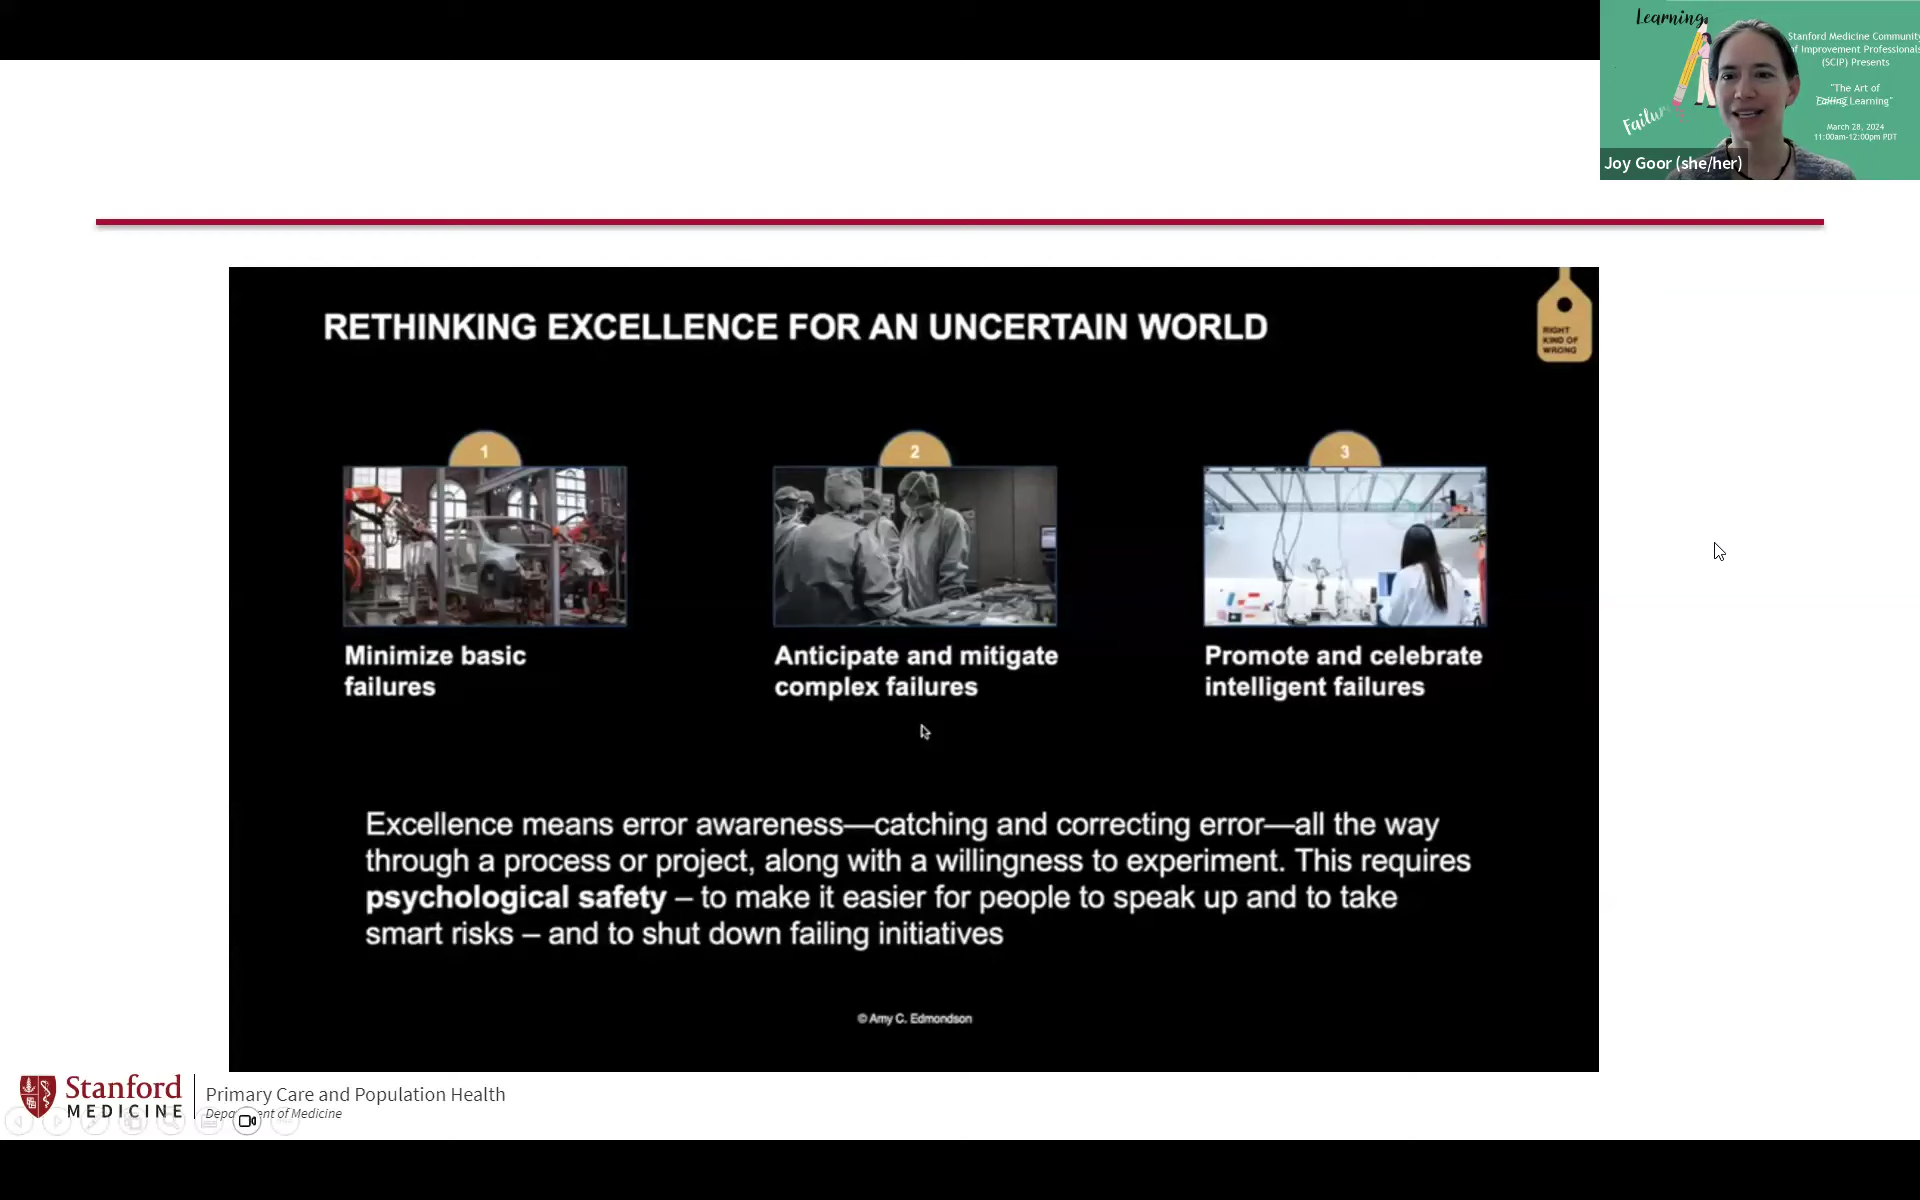 Learning
Failur
Stanford Medicine Community
of Improvement Professionals
(SCIP) Presents
"The Art of
Failing Learning"
March 28, 2024
11:00am-12:00pm PDT
Joy Goor (she/her)
RETHINKING EXCELLENCE FOR AN UNCERTAIN WORLD
RIGHT
KIND OF
WRONG
1
2
3
Minimize basic
failures
Anticipate and mitigate
complex failures
Promote and celebrate
intelligent failures
Excellence means error awareness—catching and correcting error—all the way
through a process or project, along with a willingness to experiment. This requires
psychological safety – to make it easier for people to speak up and to take
smart risks – and to shut down failing initiatives
© Amy C. Edmondson
Stanford
MEDICINE
Primary Care and Population Health
Department of Medicine